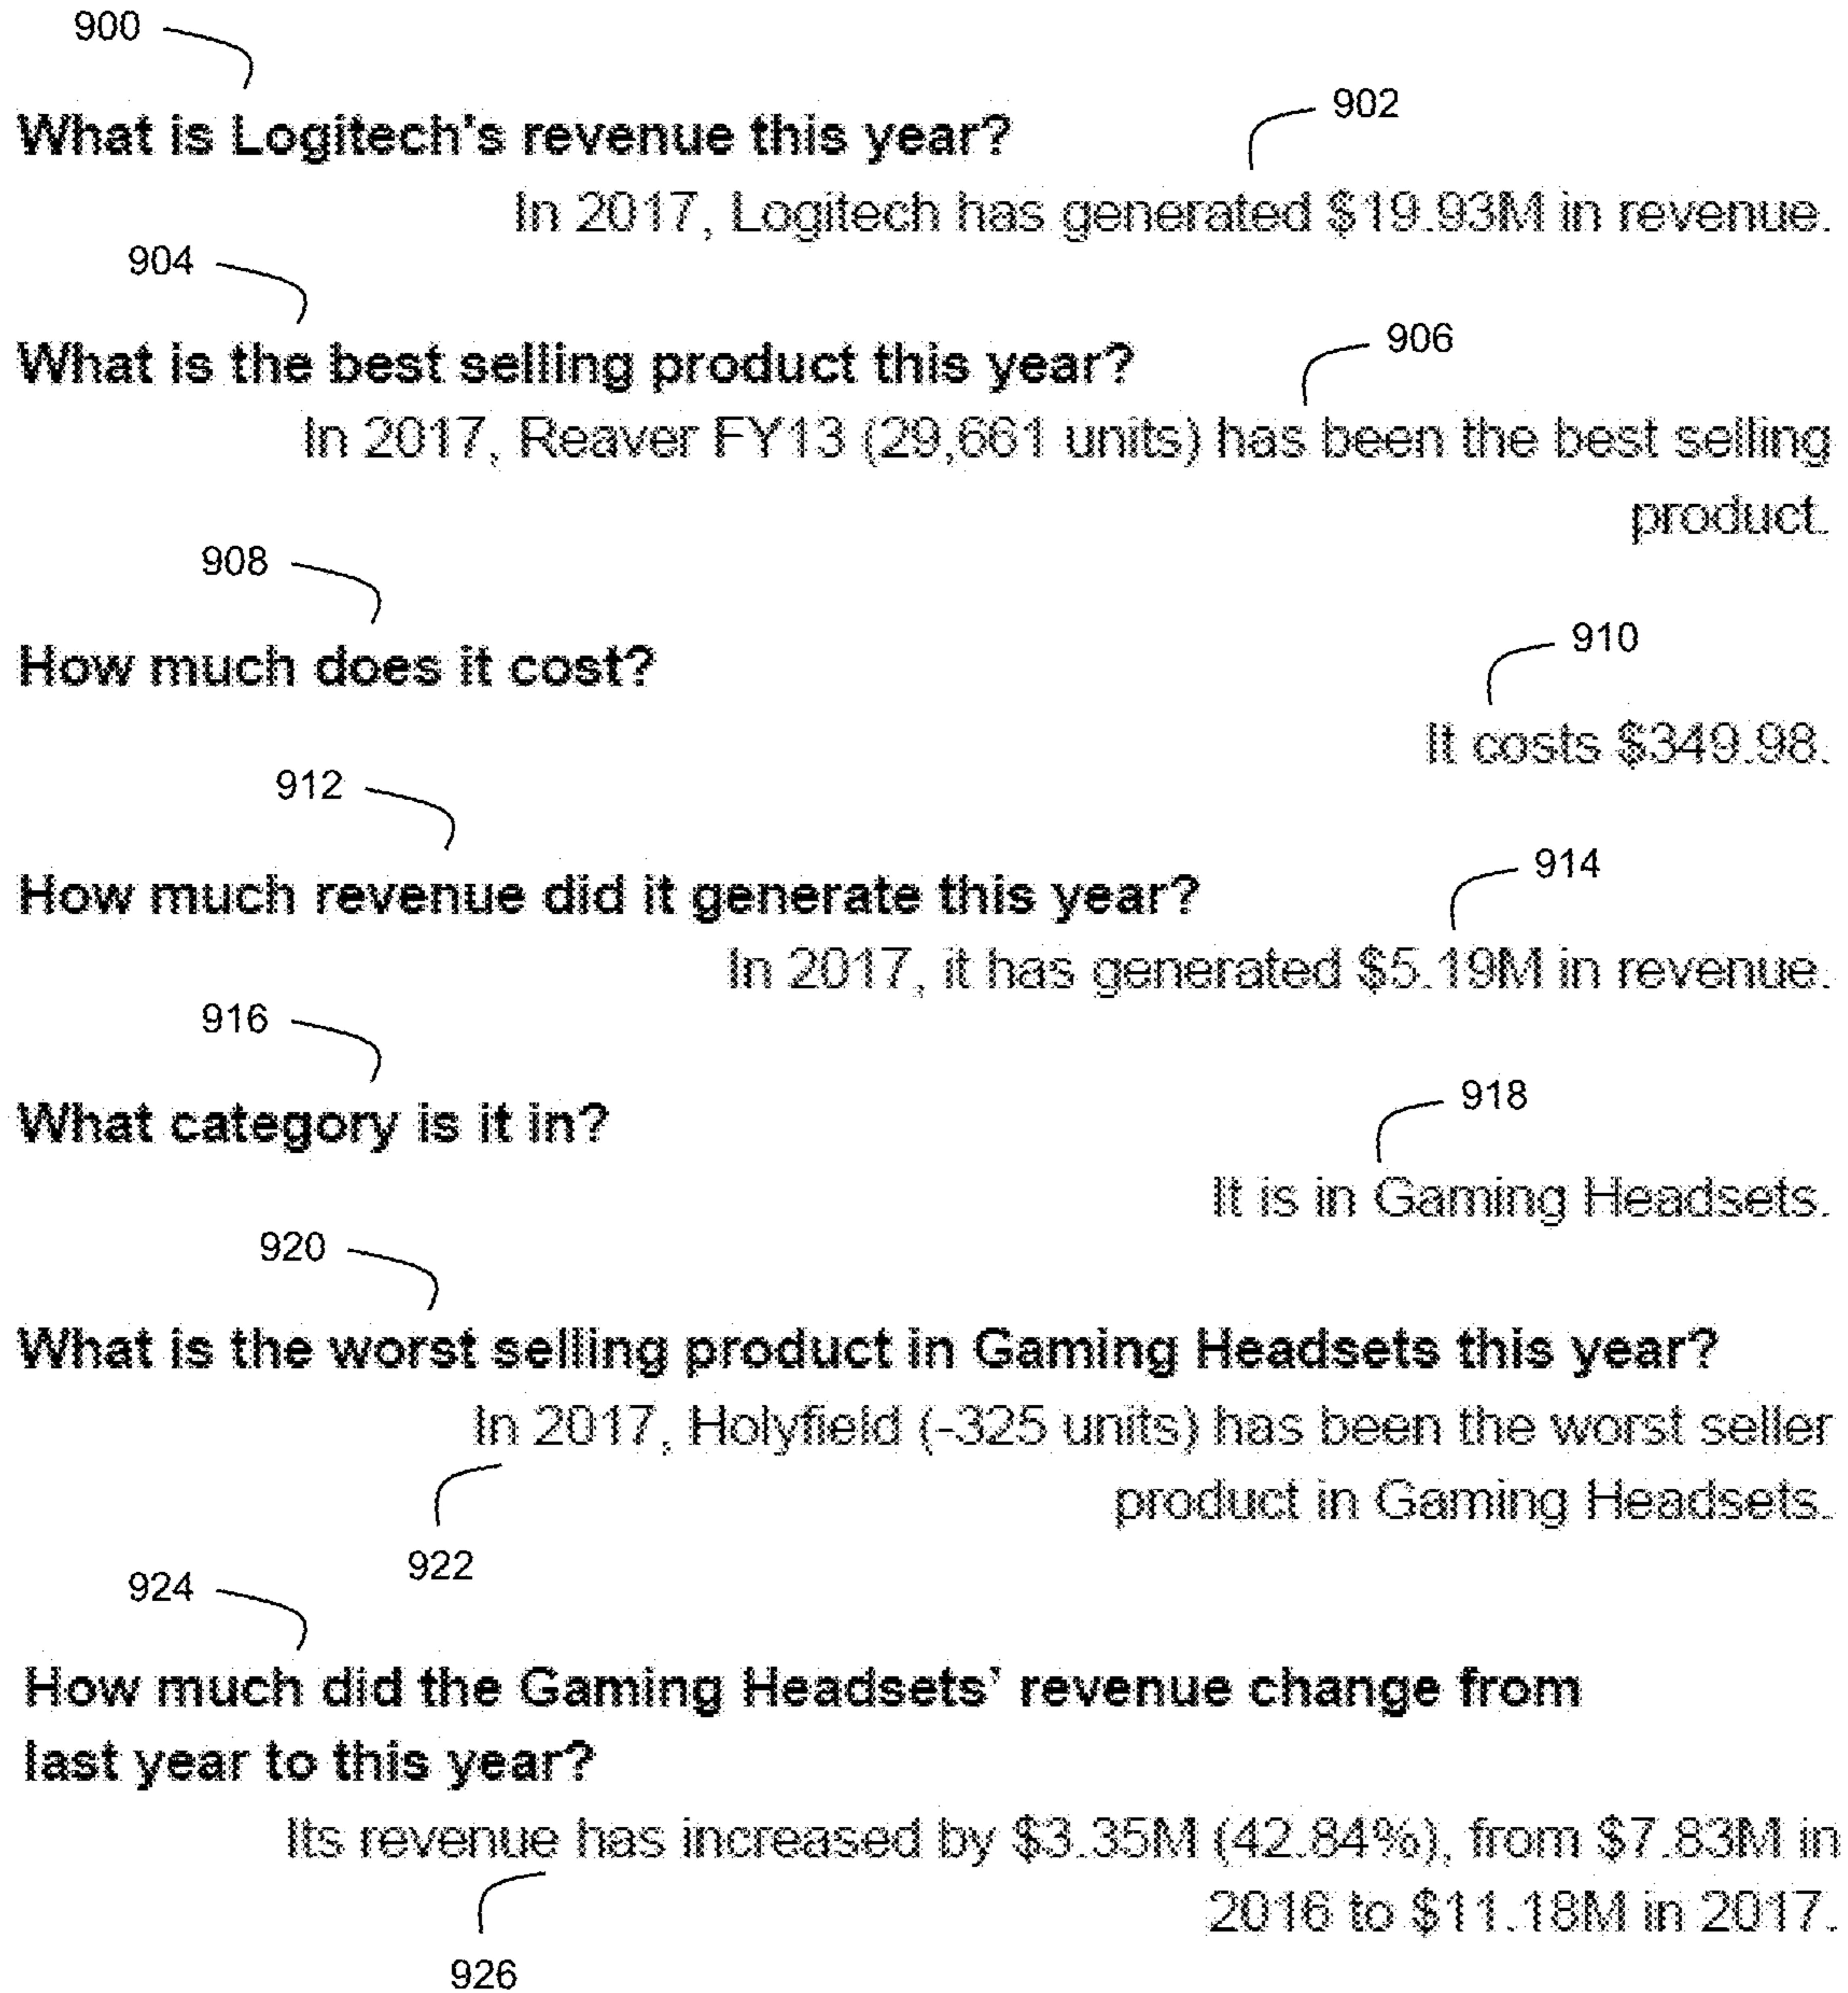 900
What is Logitech's revenue this year?
902
In 2017, Logitech has generated $19.93M in revenue.
904
What is the best selling product this year?
906
In 2017, Reaver FY13 (29,661 units) has been the best selling
product.
908
How much does it cost?
910
It costs $349.98.
912
How much revenue did it generate this year?
914
In 2017, it has generated $5.19M in revenue.
916
What category is it in?
918
It is in Gaming Headsets.
920
What is the worst selling product in Gaming Headsets this year?
In 2017, Holyfield (-325 units) has been the worst seller
product in Gaming Headsets.
922
924
How much did the Gaming Headsets' revenue change from
last year to this year?
Its revenue has increased by $3.35M (42.84%), from $7.83M in
2016 to $11.18M in 2017.
926